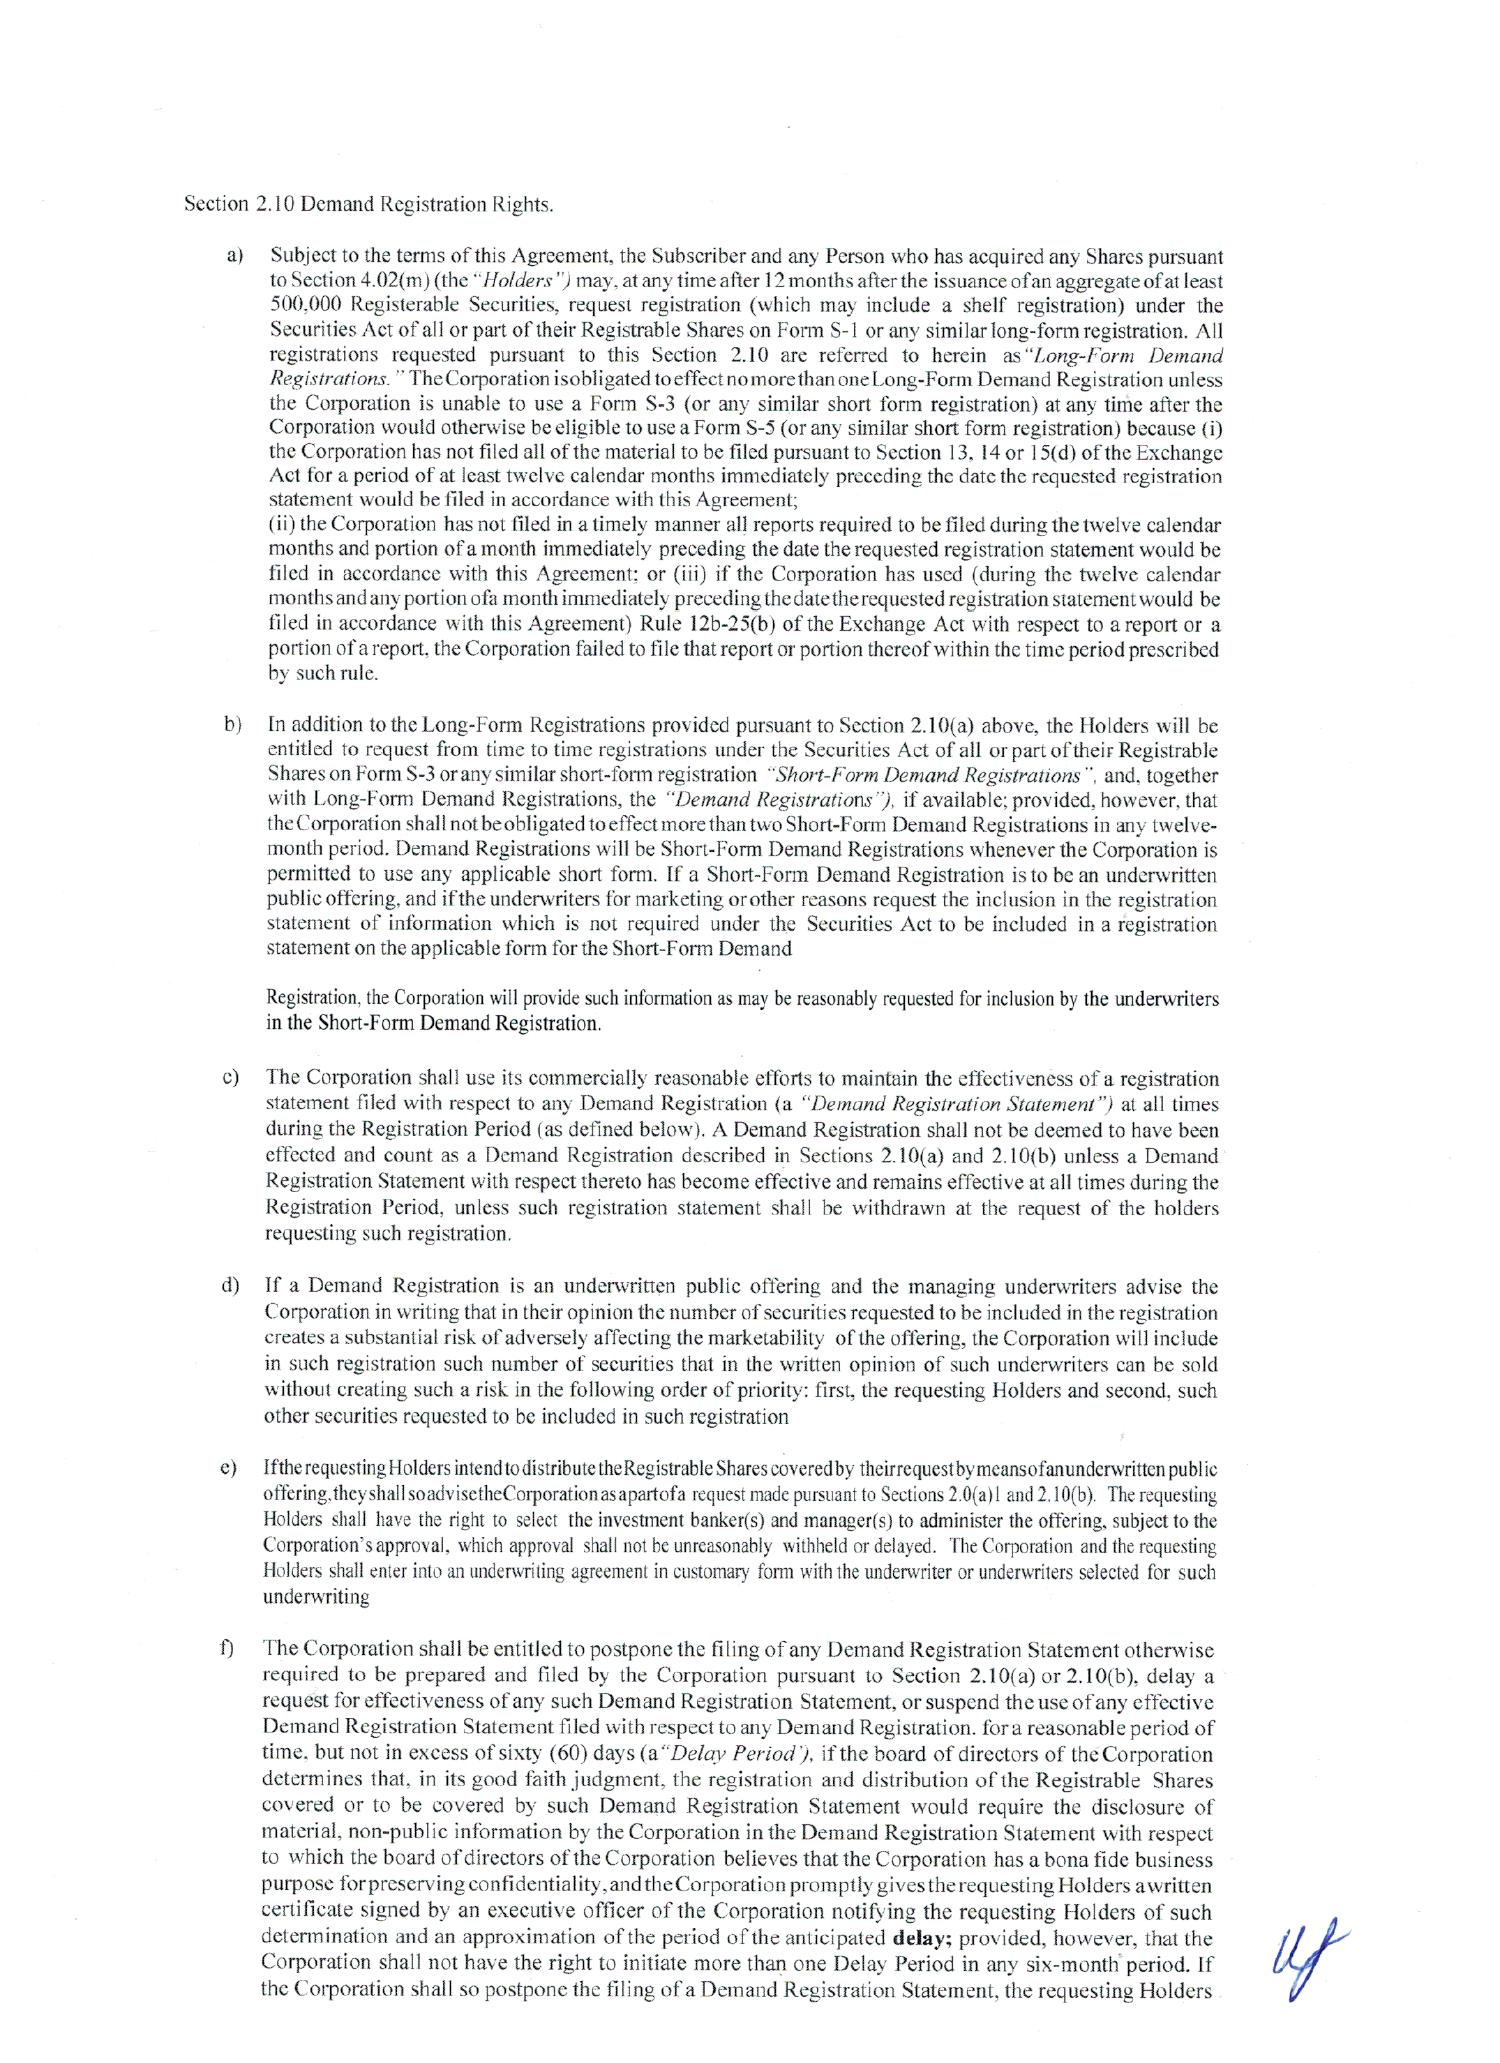 Section 2.10 Demand Registration Rights.
a) Subject to the terms of this Agreement, the Subscriber and any Person who has acquired any Shares pursuant
to Section 4.02(m) (the "Holders") may, at any time after 12 months after the issuance of an aggregate of at least
500,000 Registerable Securities, request registration (which may include a shelf registration) under the
Securities Act of all or part of their Registrable Shares on Form S-1 or any similar long-form registration. All
registrations requested pursuant to this Section 2.10 are referred to herein as "Long-Form Demand
Registrations." The Corporation is obligated to effect no more than one Long-Form Demand Registration unless
the Corporation is unable to use a Form S-3 (or any similar short form registration) at any time after the
Corporation would otherwise be eligible to use a Form S-5 (or any similar short form registration) because (i)
the Corporation has not filed all of the material to be filed pursuant to Section 13, 14 or 15(d) of the Exchange
Act for a period of at least twelve calendar months immediately preceding the date the requested registration
statement would be filed in accordance with this Agreement;
(ii) the Corporation has not filed in a timely manner all reports required to be filed during the twelve calendar
months and portion of a month immediately preceding the date the requested registration statement would be
filed in accordance with this Agreement; or (iii) if the Corporation has used (during the twelve calendar
months and any portion of a month immediately preceding the date the requested registration statement would be
filed in accordance with this Agreement) Rule 12b-25(b) of the Exchange Act with respect to a report or a
portion of a report, the Corporation failed to file that report or portion thereof within the time period prescribed
by such rule.
b) In addition to the Long-Form Registrations provided pursuant to Section 2.10(a) above, the Holders will be
entitled to request from time to time registrations under the Securities Act of all or part of their Registrable
Shares on Form S-3 or any similar short-form registration "Short-Form Demand Registrations", and, together
with Long-Form Demand Registrations, the "Demand Registrations"), if available; provided, however, that
the Corporation shall not be obligated to effect more than two Short-Form Demand Registrations in any twelve-
month period. Demand Registrations will be Short-Form Demand Registrations whenever the Corporation is
permitted to use any applicable short form. If a Short-Form Demand Registration is to be an underwritten
public offering, and if the underwriters for marketing or other reasons request the inclusion in the registration
statement of information which is not required under the Securities Act to be included in a registration
statement on the applicable form for the Short-Form Demand
Registration, the Corporation will provide such information as may be reasonably requested for inclusion by the underwriters
in the Short-Form Demand Registration.
c) The Corporation shall use its commercially reasonable efforts to maintain the effectiveness of a registration
statement filed with respect to any Demand Registration (a "Demand Registration Statement") at all times
during the Registration Period (as defined below). A Demand Registration shall not be deemed to have been
effected and count as a Demand Registration described in Sections 2.10(a) and 2.10(b) unless a Demand
Registration Statement with respect thereto has become effective and remains effective at all times during the
Registration Period, unless such registration statement shall be withdrawn at the request of the holders
requesting such registration.
d) If a Demand Registration is an underwritten public offering and the managing underwriters advise the
Corporation in writing that in their opinion the number of securities requested to be included in the registration
creates a substantial risk of adversely affecting the marketability of the offering, the Corporation will include
in such registration such number of securities that in the written opinion of such underwriters can be sold
without creating such a risk in the following order of priority: first, the requesting Holders and second, such
other securities requested to be included in such registration
e) If the requesting Holders intend to distribute the Registrable Shares covered by their request by means of an underwritten public
offering, they shall so advise the Corporation as a part of a request made pursuant to Sections 2.0(a)1 and 2.10(b). The requesting
Holders shall have the right to select the investment banker(s) and manager(s) to administer the offering, subject to the
Corporation's approval, which approval shall not be unreasonably withheld or delayed. The Corporation and the requesting
Holders shall enter into an underwriting agreement in customary form with the underwriter or underwriters selected for such
underwriting
f) The Corporation shall be entitled to postpone the filing of any Demand Registration Statement otherwise
required to be prepared and filed by the Corporation pursuant to Section 2.10(a) or 2.10(b), delay a
request for effectiveness of any such Demand Registration Statement, or suspend the use of any effective
Demand Registration Statement filed with respect to any Demand Registration. for a reasonable period of
time, but not in excess of sixty (60) days (a "Delay Period"), if the board of directors of the Corporation
determines that, in its good faith judgment, the registration and distribution of the Registrable Shares
covered or to be covered by such Demand Registration Statement would require the disclosure of
material, non-public information by the Corporation in the Demand Registration Statement with respect
to which the board of directors of the Corporation believes that the Corporation has a bona fide business
purpose for preserving confidentiality, and the Corporation promptly gives the requesting Holders a written
certificate signed by an executive officer of the Corporation notifying the requesting Holders of such
determination and an approximation of the period of the anticipated delay; provided, however, that the
Corporation shall not have the right to initiate more than one Delay Period in any six-month period. If
the Corporation shall so postpone the filing of a Demand Registration Statement, the requesting Holders